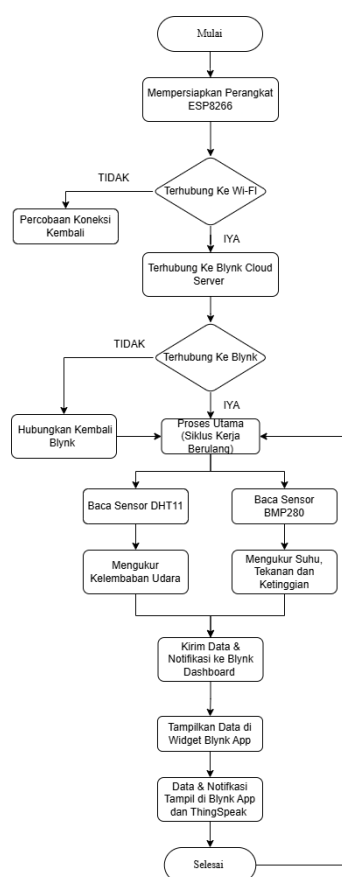 Mulai
Mempersiapkan Perangkat
ESP8266
Terhubung Ke Wi-FI
TIDAK
Percobaan Koneksi
Kembali
IYA
Terhubung Ke Blynk Cloud
Server
Terhubung Ke Blynk
TIDAK
IYA
Hubungkan Kembali
Blynk
Proses Utama
(Siklus Kerja
Berulang)
Baca Sensor DHT11
Baca Sensor
BMP280
Mengukur
Kelembaban Udara
Mengukur Suhu,
Tekanan dan
Ketinggian
Kirim Data &
Notifikasi ke Blynk
Dashboard
Tampilkan Data di
Widget Blynk App
Data & Notifkasi
Tampil di Blynk App
dan ThingSpeak
Selesai